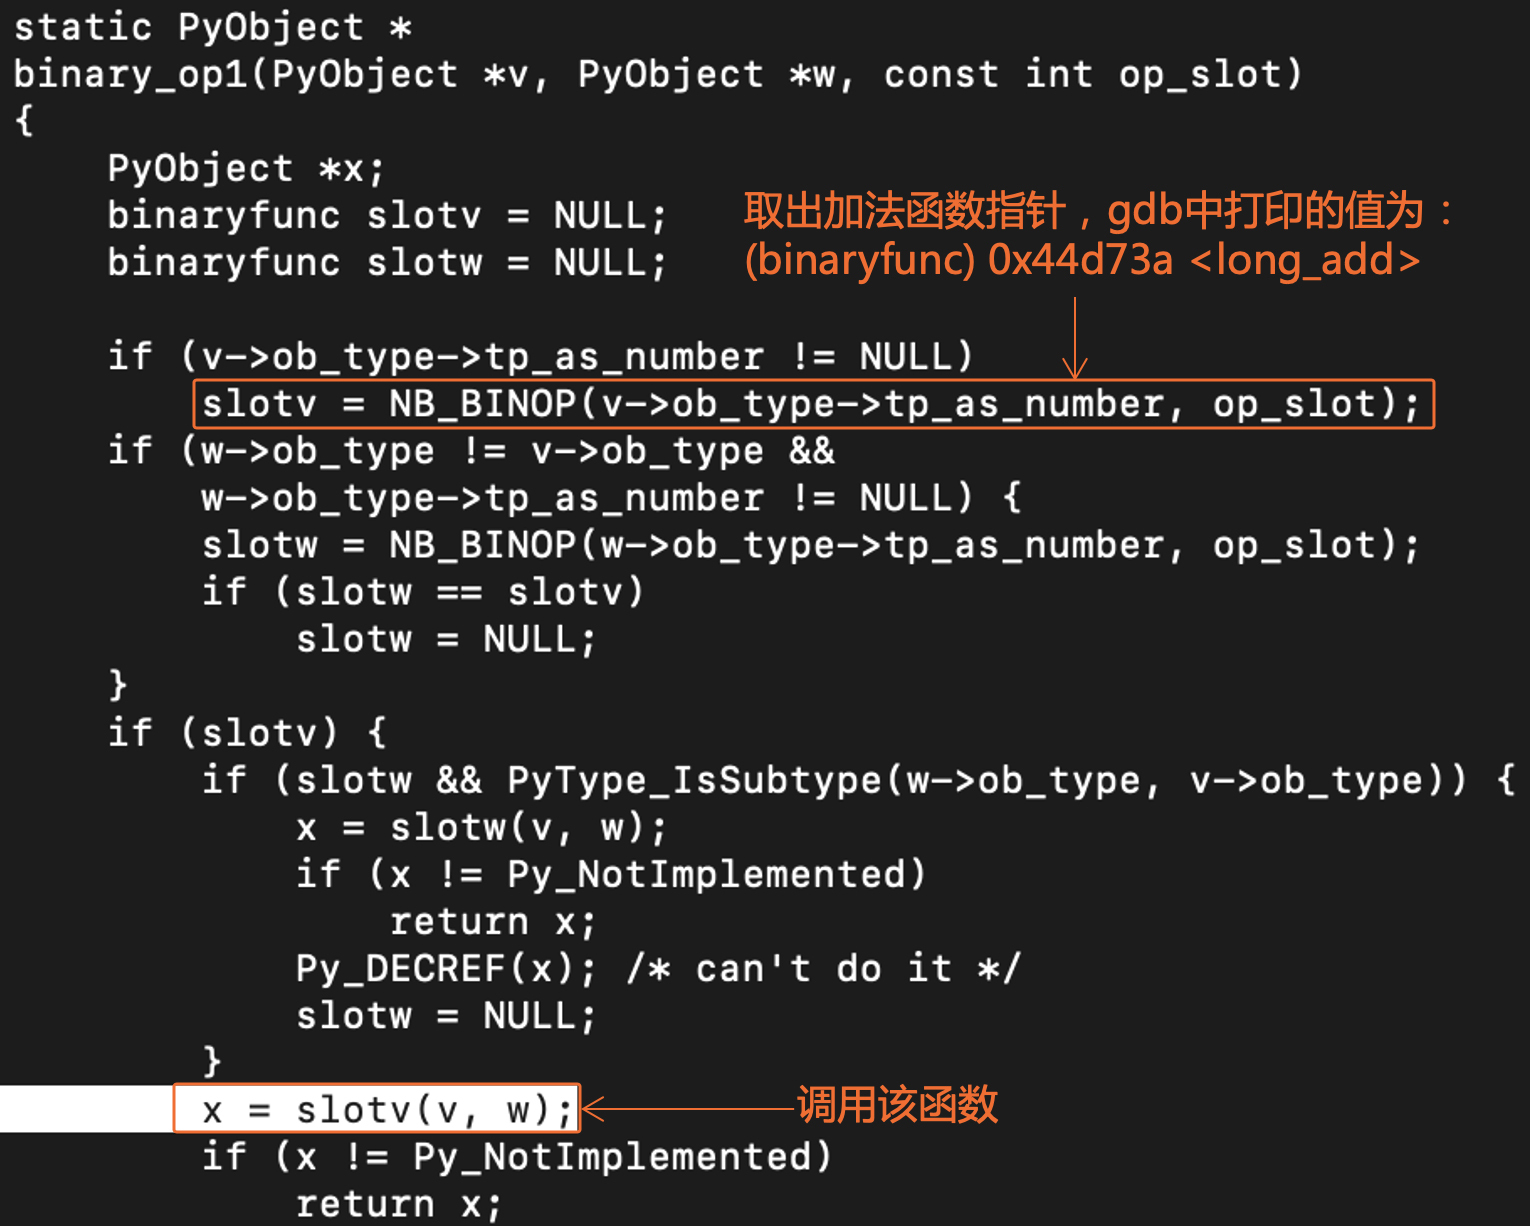 static PyObject *
binary_op1(PyObject *v, PyObject *w, const int op_slot)
{
    PyObject *x;
    binaryfunc slotv = NULL;
    binaryfunc slotw = NULL;
取出加法函数指针，gdb中打印的值为：
(binaryfunc) 0x44d73a <long_add>
    if (v->ob_type->tp_as_number != NULL)
        slotv = NB_BINOP(v->ob_type->tp_as_number, op_slot);
    if (w->ob_type != v->ob_type &&
        w->ob_type->tp_as_number != NULL) {
        slotw = NB_BINOP(w->ob_type->tp_as_number, op_slot);
        if (slotw == slotv)
            slotw = NULL;
    }
    if (slotv) {
        if (slotw && PyType_IsSubtype(w->ob_type, v->ob_type)) {
            x = slotw(v, w);
            if (x != Py_NotImplemented)
                return x;
            Py_DECREF(x); /* can't do it */
            slotw = NULL;
        }
        x = slotv(v, w);
调用该函数
        if (x != Py_NotImplemented)
            return x;